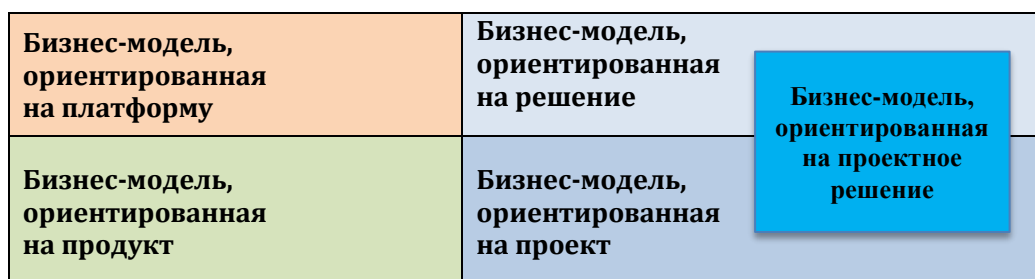 Бизнес-модель,
ориентированная
на платформу
Бизнес-модель,
ориентированная
на решение
Бизнес-модель,
ориентированная
на проектное
решение
Бизнес-модель,
ориентированная
на продукт
Бизнес-модель,
ориентированная
на проект